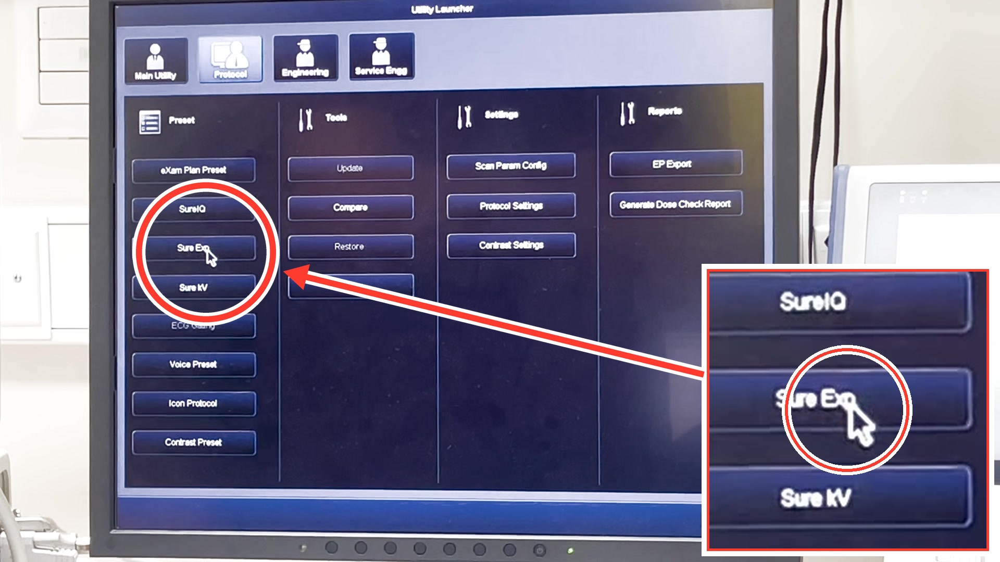 Utility Launcher
Main Utility
Protocol
Engineering
Service Engg
Preset
Tools
Settings
Reports
eXam Plan Preset
SureIQ
Sure Exp
Sure kV
ECG Gating
Voice Preset
Icon Protocol
Contrast Preset
Update
Compare
Restore
Scan Param Config
Protocol Settings
Contrast Settings
EP Export
Generate Dose Check Report
SureIQ
Sure Exp
Sure kV